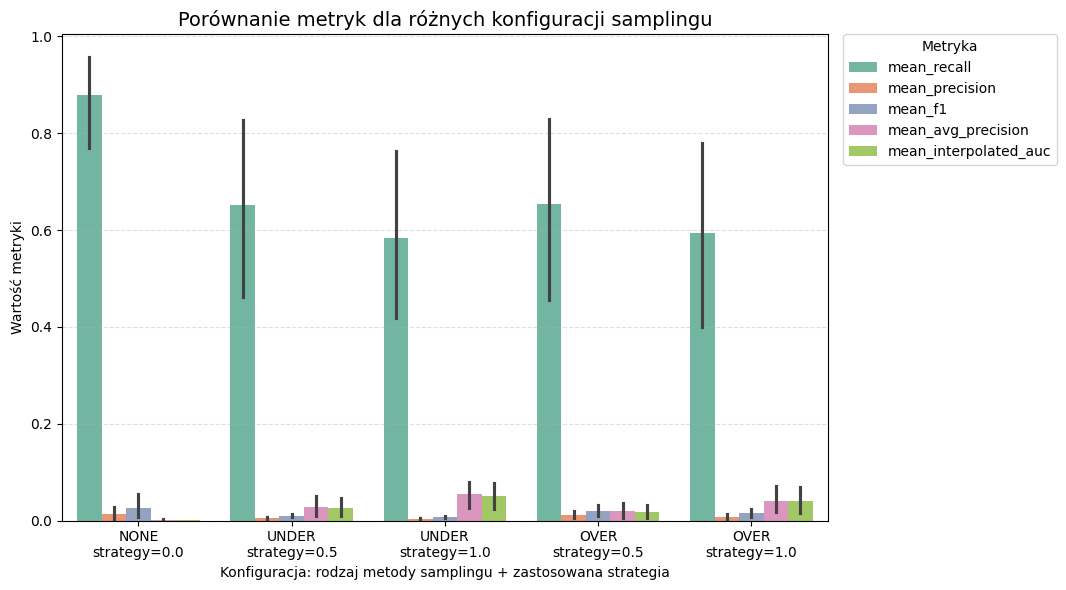 Porównanie metryk dla różnych konfiguracji samplingu
Wartość metryki
1.0
0.8
0.6
0.4
0.2
0.0
NONE
strategy=0.0
UNDER
strategy=0.5
UNDER
strategy=1.0
OVER
strategy=0.5
OVER
strategy=1.0
Konfiguracja: rodzaj metody samplingu + zastosowana strategia
Metryka
mean_recall
mean_precision
mean_f1
mean_avg_precision
mean_interpolated_auc